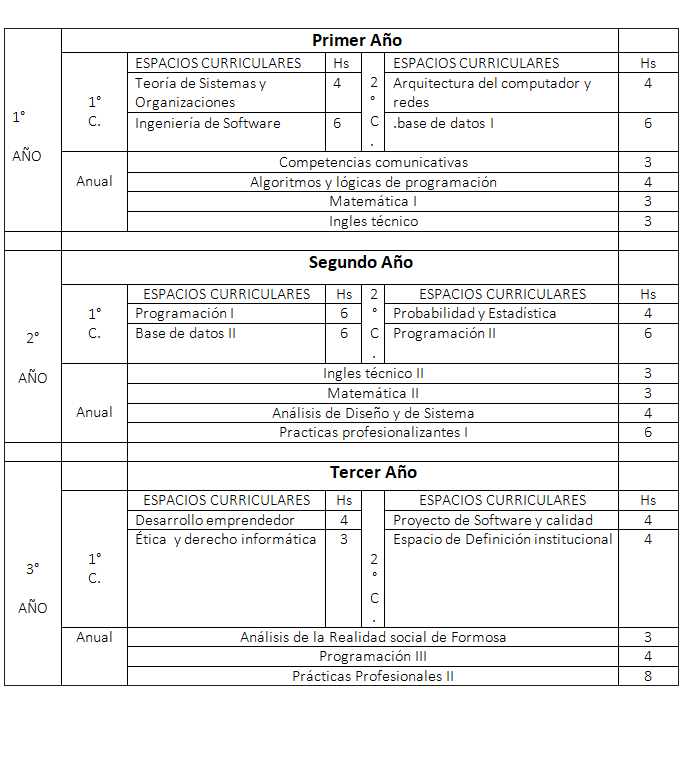 Primer Año
ESPACIOS CURRICULARES Hs ESPACIOS CURRICULARES Hs
1° AÑO
1° C.
2° C.
Teoría de Sistemas y Organizaciones 4 Arquitectura del computador y redes 4
Ingeniería de Software 6 .base de datos I 6
Anual
Competencias comunicativas 3
Algoritmos y lógicas de programación 4
Matemática I 3
Ingles técnico 3
Segundo Año
2° AÑO
1° C.
2° C.
ESPACIOS CURRICULARES Hs ESPACIOS CURRICULARES Hs
Programación I 6 Probabilidad y Estadística 4
Base de datos II 6 Programación II 6
Anual
Ingles técnico II 3
Matemática II 3
Análisis de Diseño y de Sistema 4
Practicas profesionalizantes I 6
Tercer Año
3° AÑO
1° C.
2° C.
ESPACIOS CURRICULARES Hs ESPACIOS CURRICULARES Hs
Desarrollo emprendedor 4 Proyecto de Software y calidad 4
Ética y derecho informática 3 Espacio de Definición institucional 4
Anual
Análisis de la Realidad social de Formosa 3
Programación III 4
Prácticas Profesionales II 8